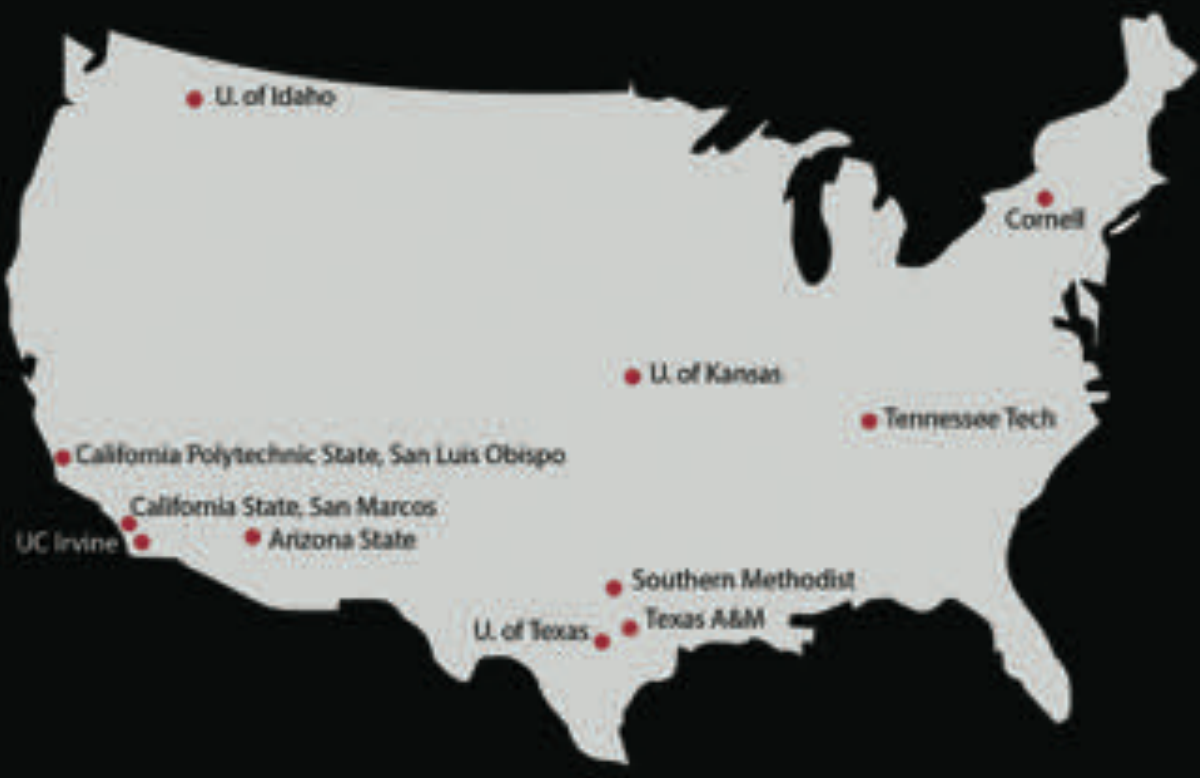 U. of Idaho
Cornell
U. of Kansas
Tennessee Tech
California Polytechnic State, San Luis Obispo
California State, San Marcos
UC Irvine
Arizona State
Southern Methodist
Texas A&M
U. of Texas